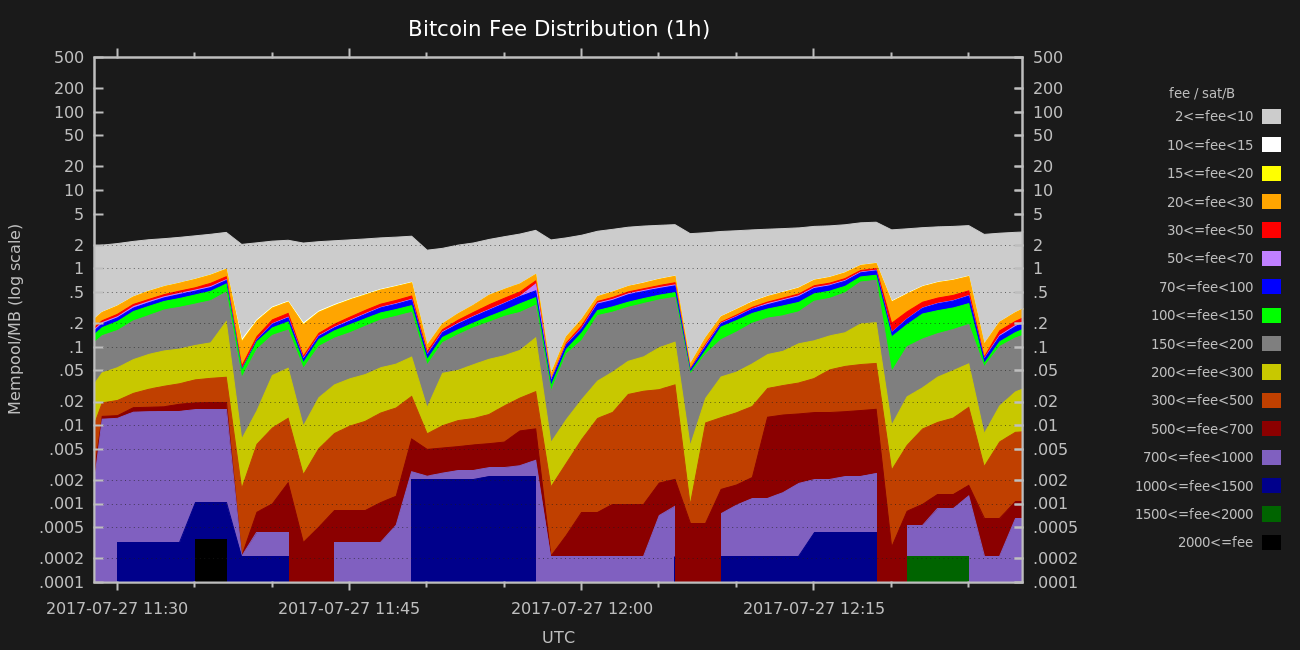 Bitcoin Fee Distribution (1h)
500 500
200 200
100 100
50 50
20 20
10 10
5 5
2 2
1 1
.5 .5
.2 .2
.1 .1
.05 .05
.02 .02
.01 .01
.005 .005
.002 .002
.001 .001
.0005 .0005
.0002 .0002
.0001 .0001
Mempool/MB (log scale)
2017-07-27 11:30 2017-07-27 11:45 2017-07-27 12:00 2017-07-27 12:15
UTC
fee / sat/B
2<=fee<10
10<=fee<15
15<=fee<20
20<=fee<30
30<=fee<50
50<=fee<70
70<=fee<100
100<=fee<150
150<=fee<200
200<=fee<300
300<=fee<500
500<=fee<700
700<=fee<1000
1000<=fee<1500
1500<=fee<2000
2000<=fee